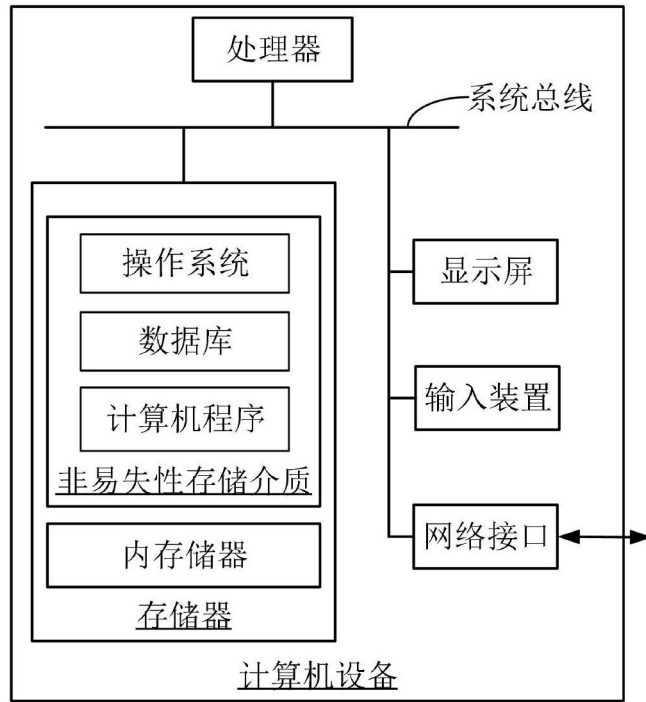 处理器
系统总线
操作系统
数据库
计算机程序
非易失性存储介质
内存储器
存储器
显示屏
输入装置
网络接口
计算机设备